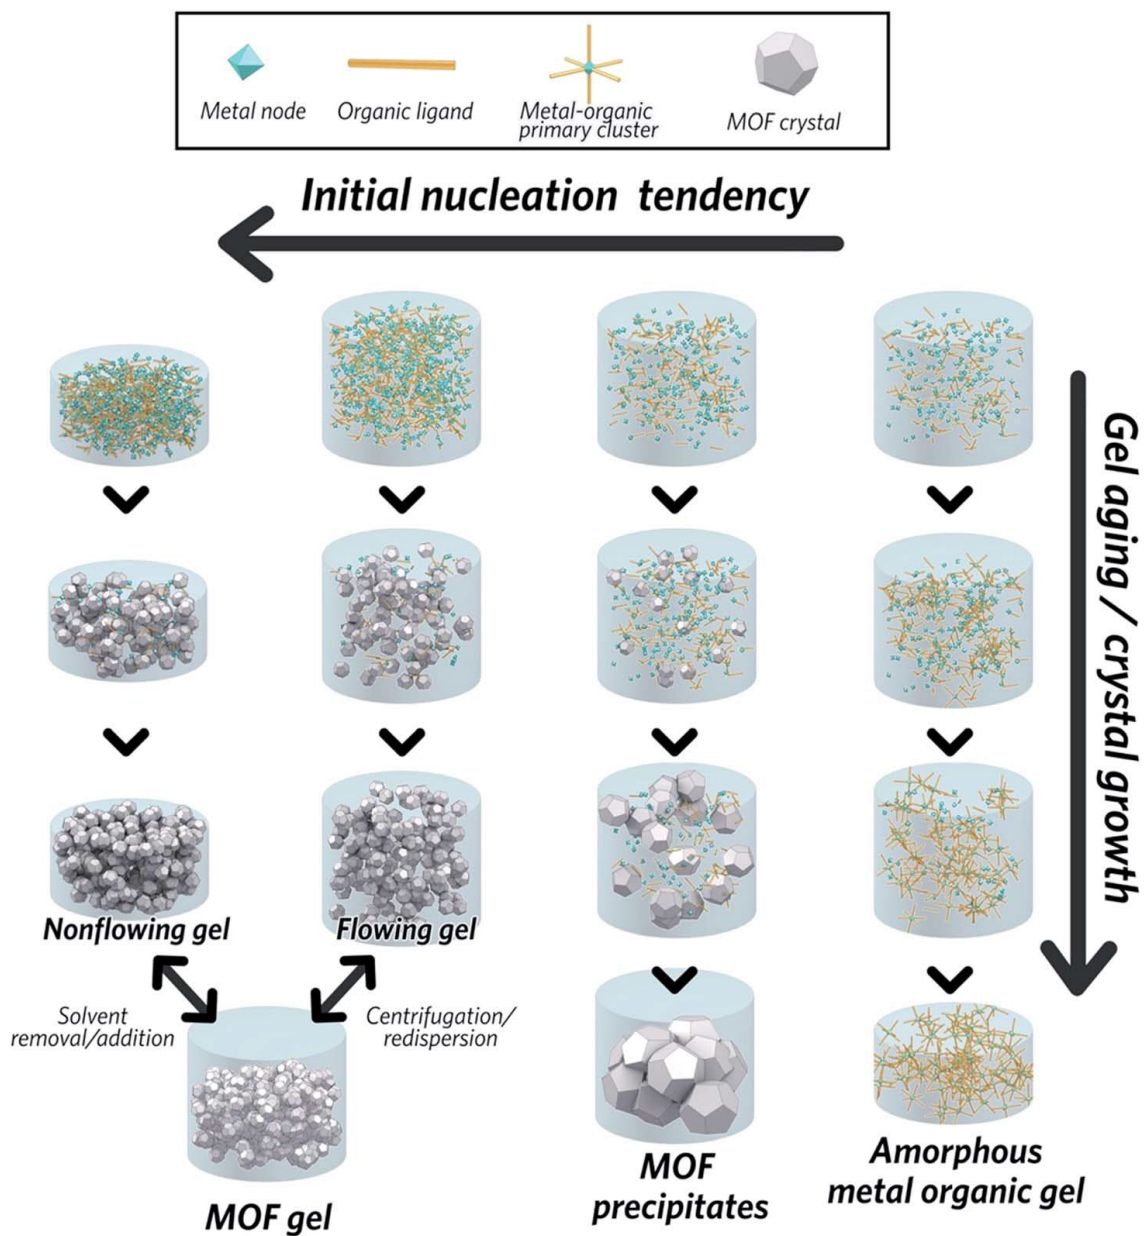 Metal node
Organic ligand
Metal-organic
primary cluster
MOF crystal
Initial nucleation tendency
Gel aging / crystal growth
Nonflowing gel
Flowing gel
Solvent
removal/addition
Centrifugation/
redispersion
MOF gel
MOF
precipitates
Amorphous
metal organic gel